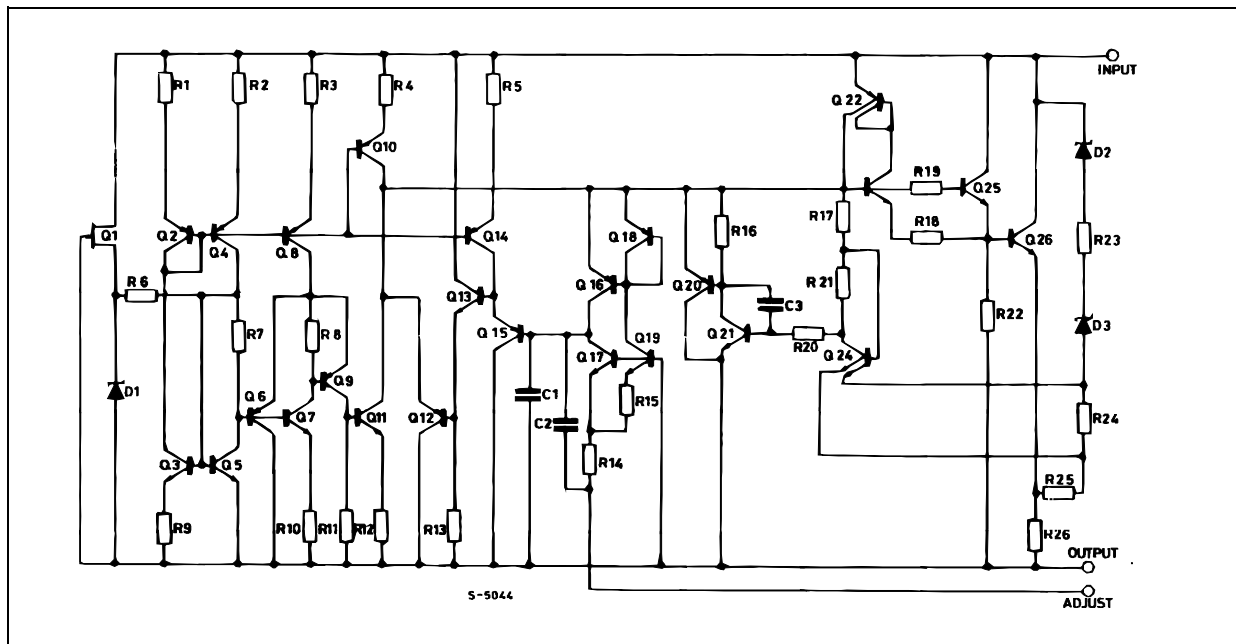 INPUT
R1
R2
R3
R4
R5
Q22
Q10
D2
R19
Q25
R17
R18
Q1
Q2
Q4
Q8
Q14
Q18
R16
Q26
R23
R6
Q13
Q16
Q20
C3
R21
R7
R8
Q15
Q21
R20
Q24
R22
D3
D1
Q6
Q9
Q17
Q19
Q7
Q11
Q12
C1
C2
R15
R24
Q3
Q5
R14
R25
R9
R10
R11
R12
R13
R26
OUTPUT
S-5044
ADJUST